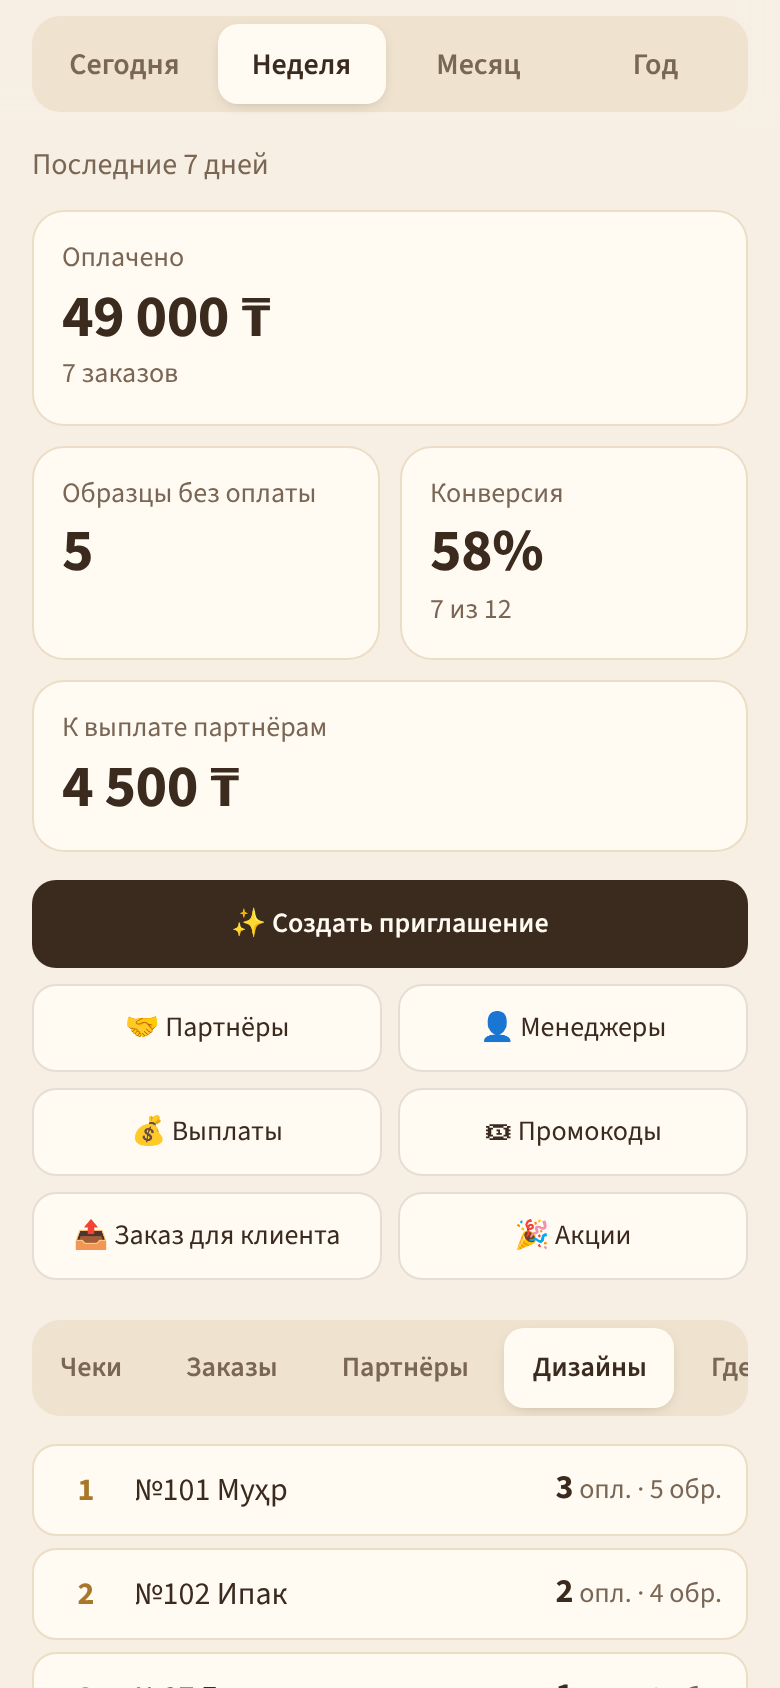 Сегодня Неделя Месяц Год
Последние 7 дней
Оплачено
49 000 ₸
7 заказов
Образцы без оплаты
5
Конверсия
58%
7 из 12
К выплате партнёрам
4 500 ₸
✨ Создать приглашение
🤝 Партнёры
👤 Менеджеры
💰 Выплаты
🎟 Промокоды
📤 Заказ для клиента
🎉 Акции
Чеки Заказы Партнёры Дизайны Где
1 №101 Муҳр 3 опл. · 5 обр.
2 №102 Ипак 2 опл. · 4 обр.